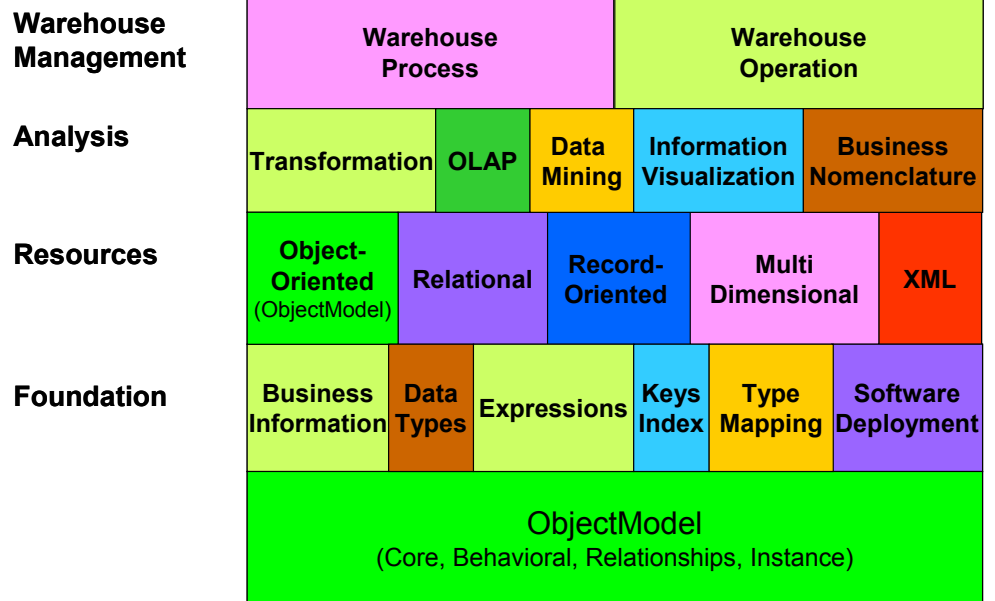 Warehouse
Management
Warehouse
Process
Warehouse
Operation
Analysis
Transformation
OLAP
Data
Mining
Information
Visualization
Business
Nomenclature
Resources
Object-
Oriented
(ObjectModel)
Relational
Record-
Oriented
Multi
Dimensional
XML
Foundation
Business
Information
Data
Types
Expressions
Keys
Index
Type
Mapping
Software
Deployment
ObjectModel
(Core, Behavioral, Relationships, Instance)